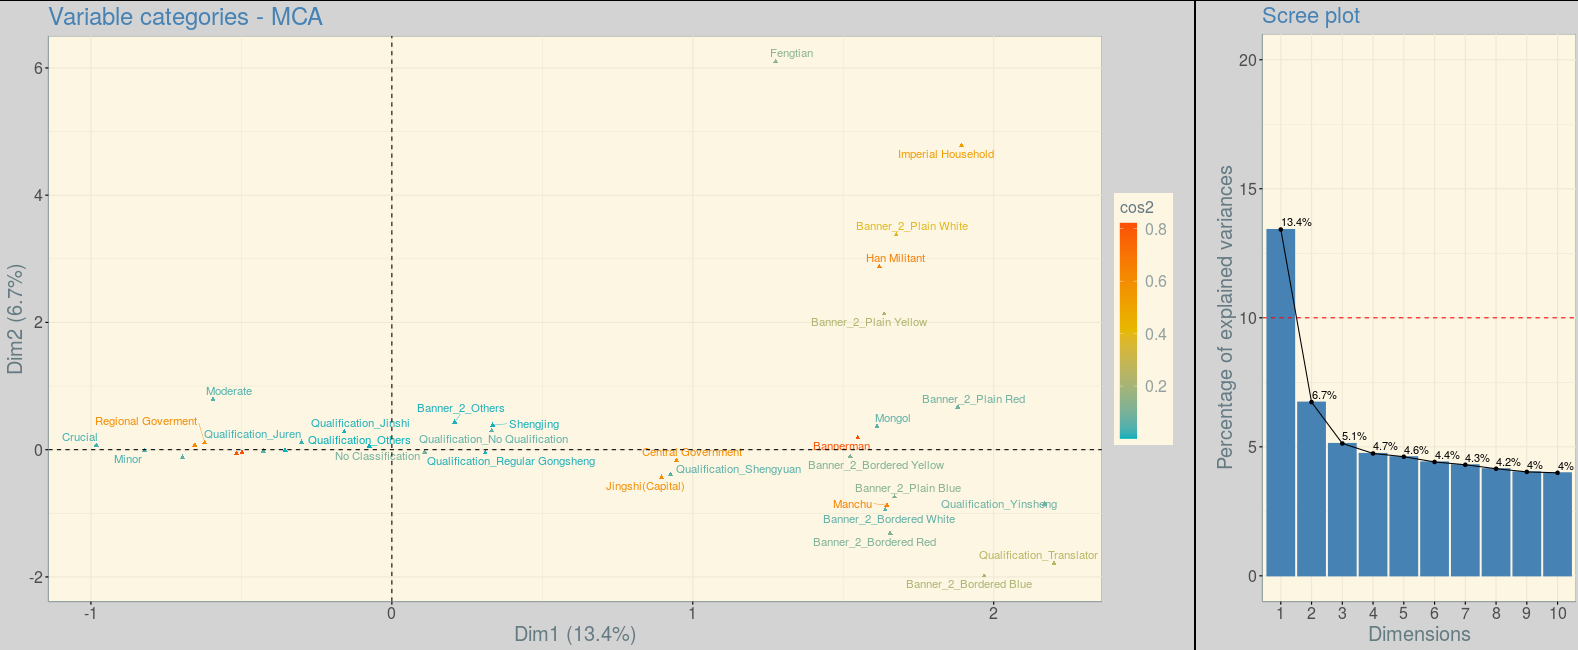 Variable categories - MCA
Fengtian
Imperial Household
Banner_2_Plain White
Han Militant
Banner_2_Plain Yellow
Moderate
Banner_2_Plain Red
Banner_2_Others
Mongol
Regional Goverment
Qualification_Jinshi
Shengjing
Crucial
Qualification_Juren
Qualification_Others
Qualification_No Qualification
Bannerman
Minor
No Classification
Central Government
Qualification_Regular Gongsheng
Banner_2_Bordered Yellow
Qualification_Shengyuan
Jingshi(Capital)
Banner_2_Plain Blue
Manchu
Qualification_Yinsheng
Banner_2_Bordered White
Banner_2_Bordered Red
Qualification_Translator
Banner_2_Bordered Blue
6
4
2
0
-2
-1
0
1
2
Dim1 (13.4%)
Dim2 (6.7%)
cos2
0.8
0.6
0.4
0.2
Scree plot
Percentage of explained variances
20
15
10
5
0
13.4%
6.7%
5.1%
4.7%
4.6%
4.4%
4.3%
4.2%
4%
4%
1 2 3 4 5 6 7 8 9 10
Dimensions